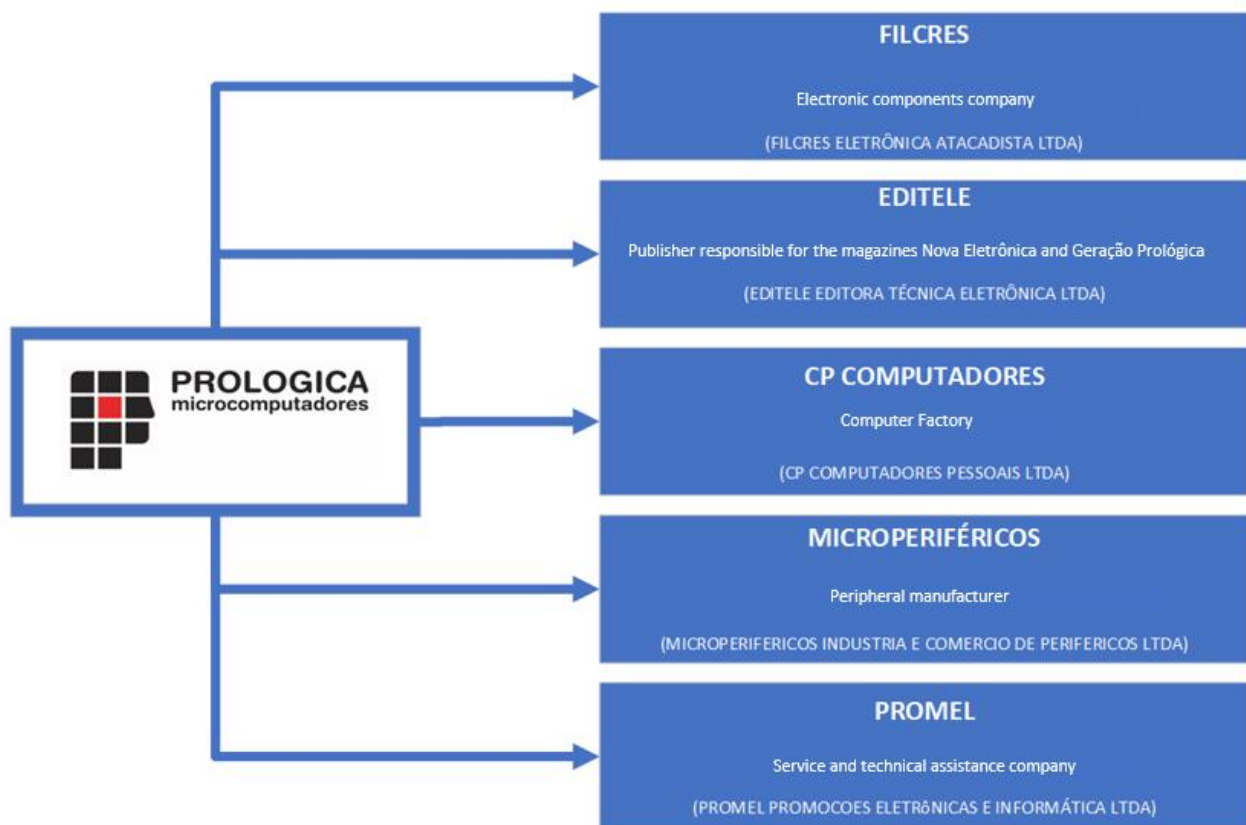 PROLOGICA
microcomputadores
FILCRES
Electronic components company
(FILCRES ELETRÔNICA ATACADISTA LTDA)
EDITELE
Publisher responsible for the magazines Nova Eletrônica and Geração Prológica
(EDITELE EDITORA TÉCNICA ELETRÔNICA LTDA)
CP COMPUTADORES
Computer Factory
(CP COMPUTADORES PESSOAIS LTDA)
MICROPERIFÉRICOS
Peripheral manufacturer
(MICROPERIFERICOS INDUSTRIA E COMERCIO DE PERIFERICOS LTDA)
PROMEL
Service and technical assistance company
(PROMEL PROMOCOES ELETRôNICAS E INFORMÁTICA LTDA)